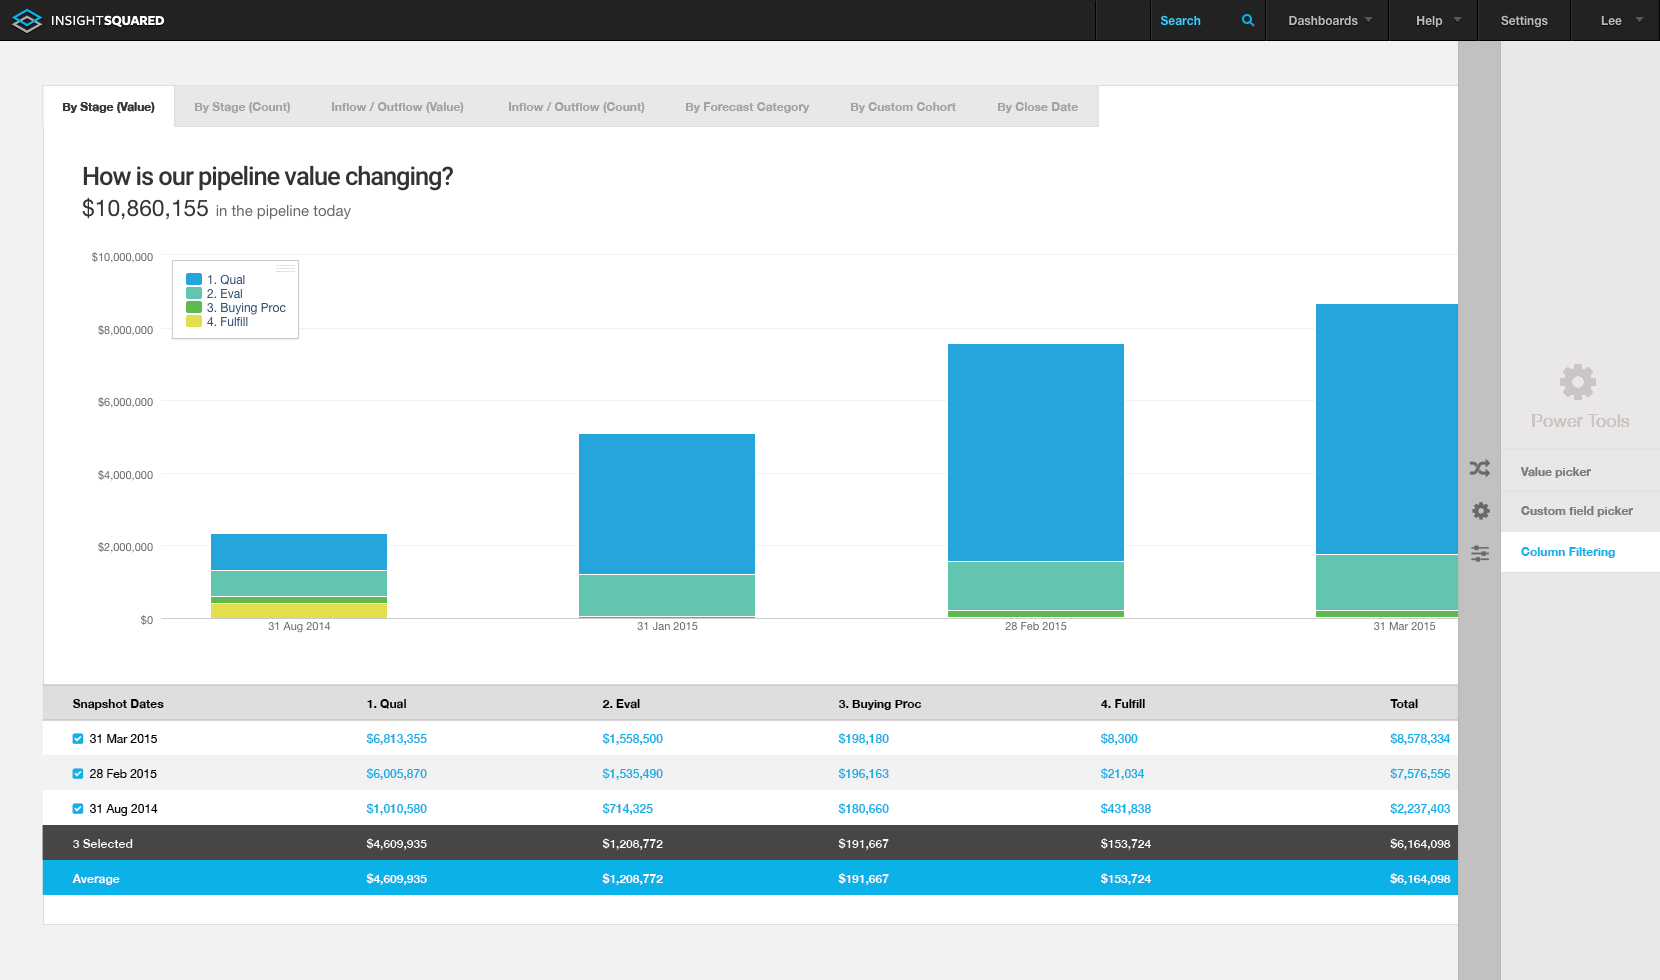 INSIGHTSQUARED Search Dashboards Help Settings Lee
By Stage (Value) By Stage (Count) Inflow / Outflow (Value) Inflow / Outflow (Count) By Forecast Category By Custom Cohort By Close Date
How is our pipeline value changing?
$10,860,155 in the pipeline today
$10,000,000
$8,000,000
$6,000,000
$4,000,000
$2,000,000
$0
1. Qual
2. Eval
3. Buying Proc
4. Fulfill
31 Aug 2014 31 Jan 2015 28 Feb 2015 31 Mar 2015
Snapshot Dates 1. Qual 2. Eval 3. Buying Proc 4. Fulfill Total
31 Mar 2015 $6,813,355 $1,558,500 $198,180 $8,300 $8,578,334
28 Feb 2015 $6,005,870 $1,535,490 $196,163 $21,034 $7,576,556
31 Aug 2014 $1,010,580 $714,325 $180,660 $431,838 $2,237,403
3 Selected $4,609,935 $1,208,772 $191,667 $153,724 $6,164,098
Average $4,609,935 $1,208,772 $191,667 $153,724 $6,164,098
Power Tools
Value picker
Custom field picker
Column Filtering